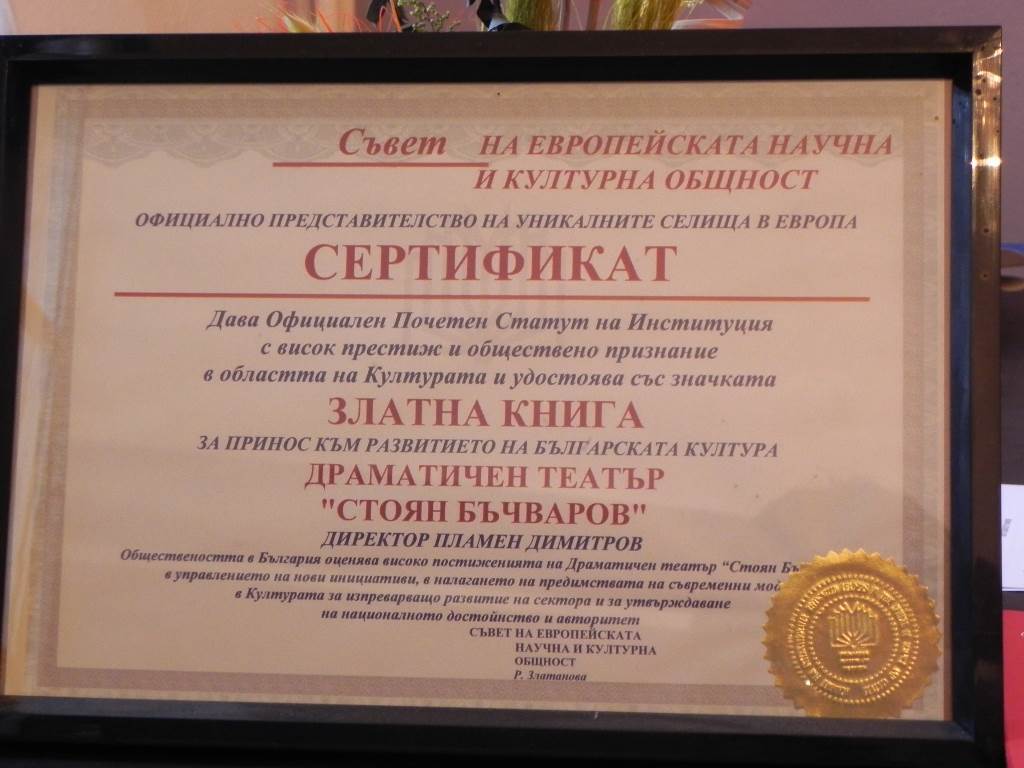 Съвет НА ЕВРОПЕЙСКАТА НАУЧНА
И КУЛТУРНА ОБЩНОСТ
ОФИЦИАЛНО ПРЕДСТАВИТЕЛСТВО НА УНИКАЛНИТЕ СЕЛИЩА В ЕВРОПА
СЕРТИФИКАТ
Дава Официален Почетен Статут на Институция
с висок престиж и обществено признание
в областта на Културата и удостоява със значката
ЗЛАТНА КНИГА
ЗА ПРИНОС КЪМ РАЗВИТИЕТО НА БЪЛГАРСКАТА КУЛТУРА
ДРАМАТИЧЕН ТЕАТЪР
"СТОЯН БЪЧВАРОВ"
ДИРЕКТОР ПЛАМЕН ДИМИТРОВ
Обществеността в България оценява високо постиженията на Драматичен театър “Стоян
в управлението на нови инициативи, в налагането на предимствата на съвременни
в Културата за изпреварващо развитие на сектора и за утвърждаване
на националното достойнство и авторитет
СЪВЕТ НА ЕВРОПЕЙСКАТА
НАУЧНА И КУЛТУРНА
ОБЩНОСТ
Р. Златанова